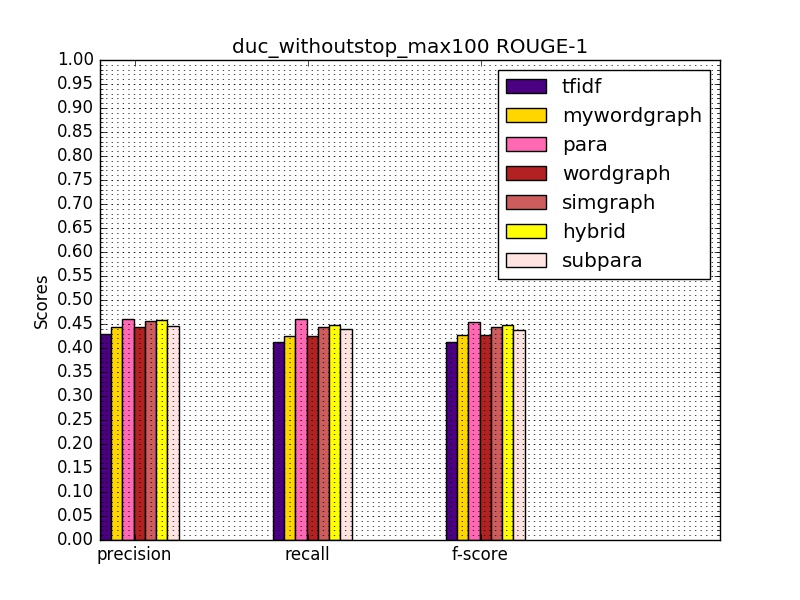 duc_withoutstop_max100 ROUGE-1
1.00
0.95
0.90
0.85
0.80
0.75
0.70
0.65
0.60
0.55
0.50
0.45
0.40
0.35
0.30
0.25
0.20
0.15
0.10
0.05
0.00
Scores
tfidf
mywordgraph
para
wordgraph
simgraph
hybrid
subpara
precision recall f-score